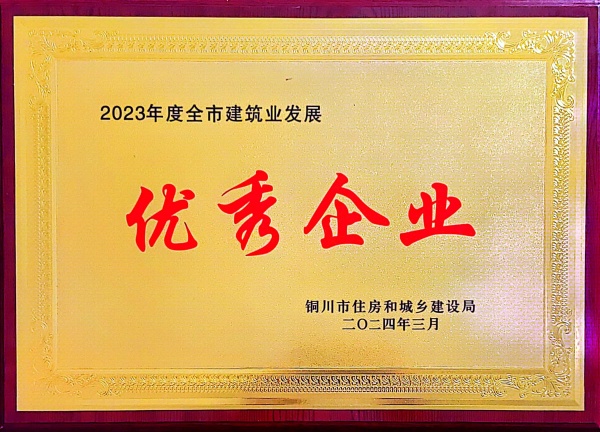 2023年度全市建筑业发展
优秀企业
铜川市住房和城乡建设局
二〇二四年三月